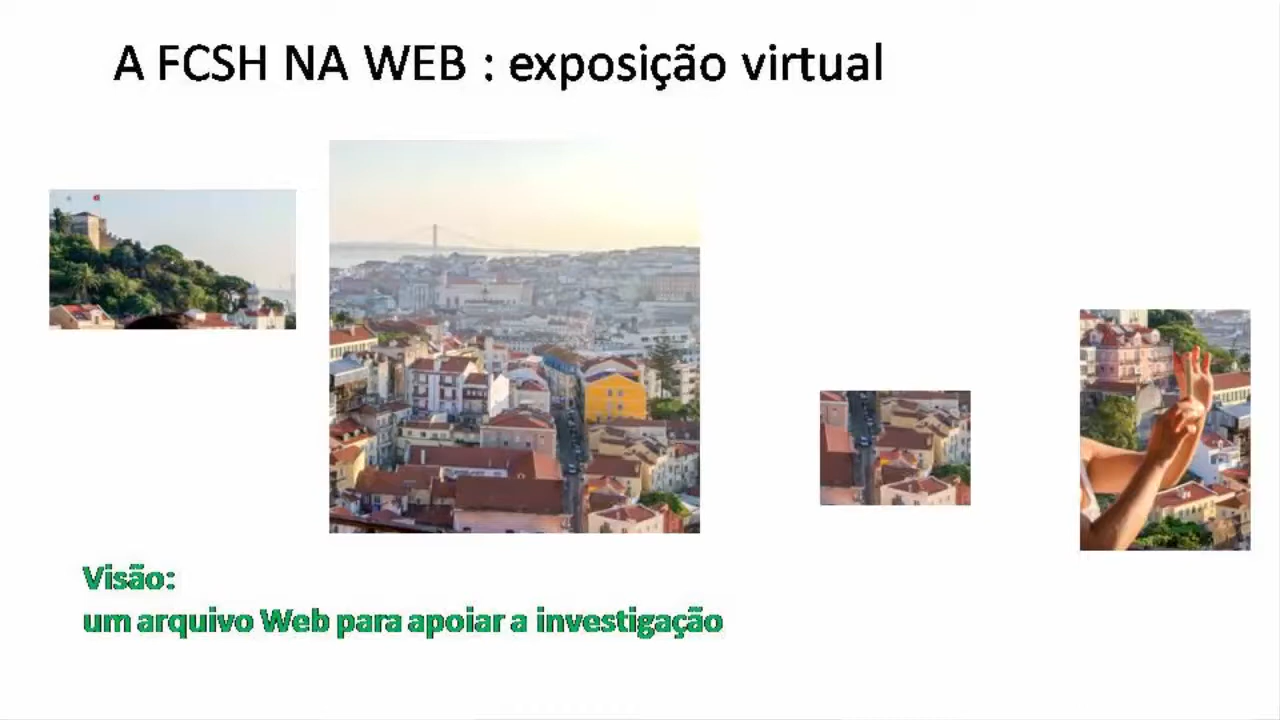 A FCSH NA WEB : exposição virtual
Visão:
um arquivo Web para apoiar a investigação